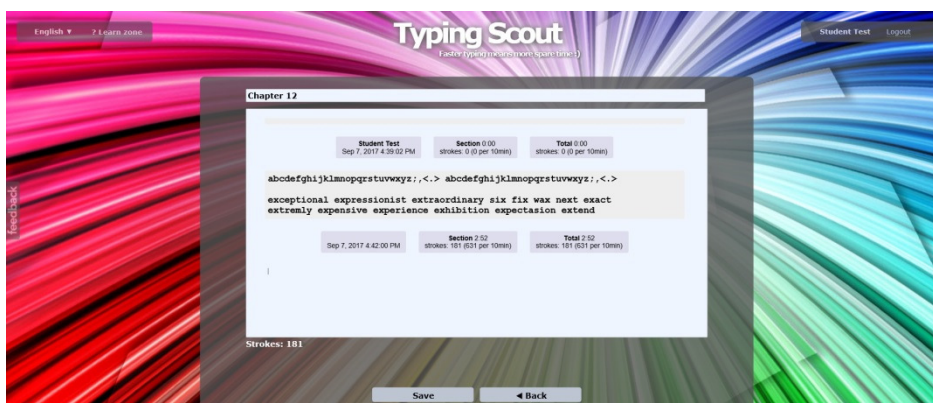 English ▼ ? Learn zone
Typing Scout
Faster typing means more spare time :)
Student Test Logout
Chapter 12
Student Test Section 0:00 Total 0:00
Sep 7, 2017 4:39:02 PM strokes: 0 (0 per 10min) strokes: 0 (0 per 10min)
abcdefghijklmnopqrstuvwxyz;,<.> abcdefghijklmnopqrstuvwxyz;,<.>
exceptional expressionist extraordinary six fix wax next exact
extremly expensive experience exhibition expectasion extend
Section 2:52 Total 2:52
Sep 7, 2017 4:42:00 PM strokes: 181 (631 per 10min) strokes: 181 (631 per 10min)
Strokes: 181
Save ◀ Back
feedback